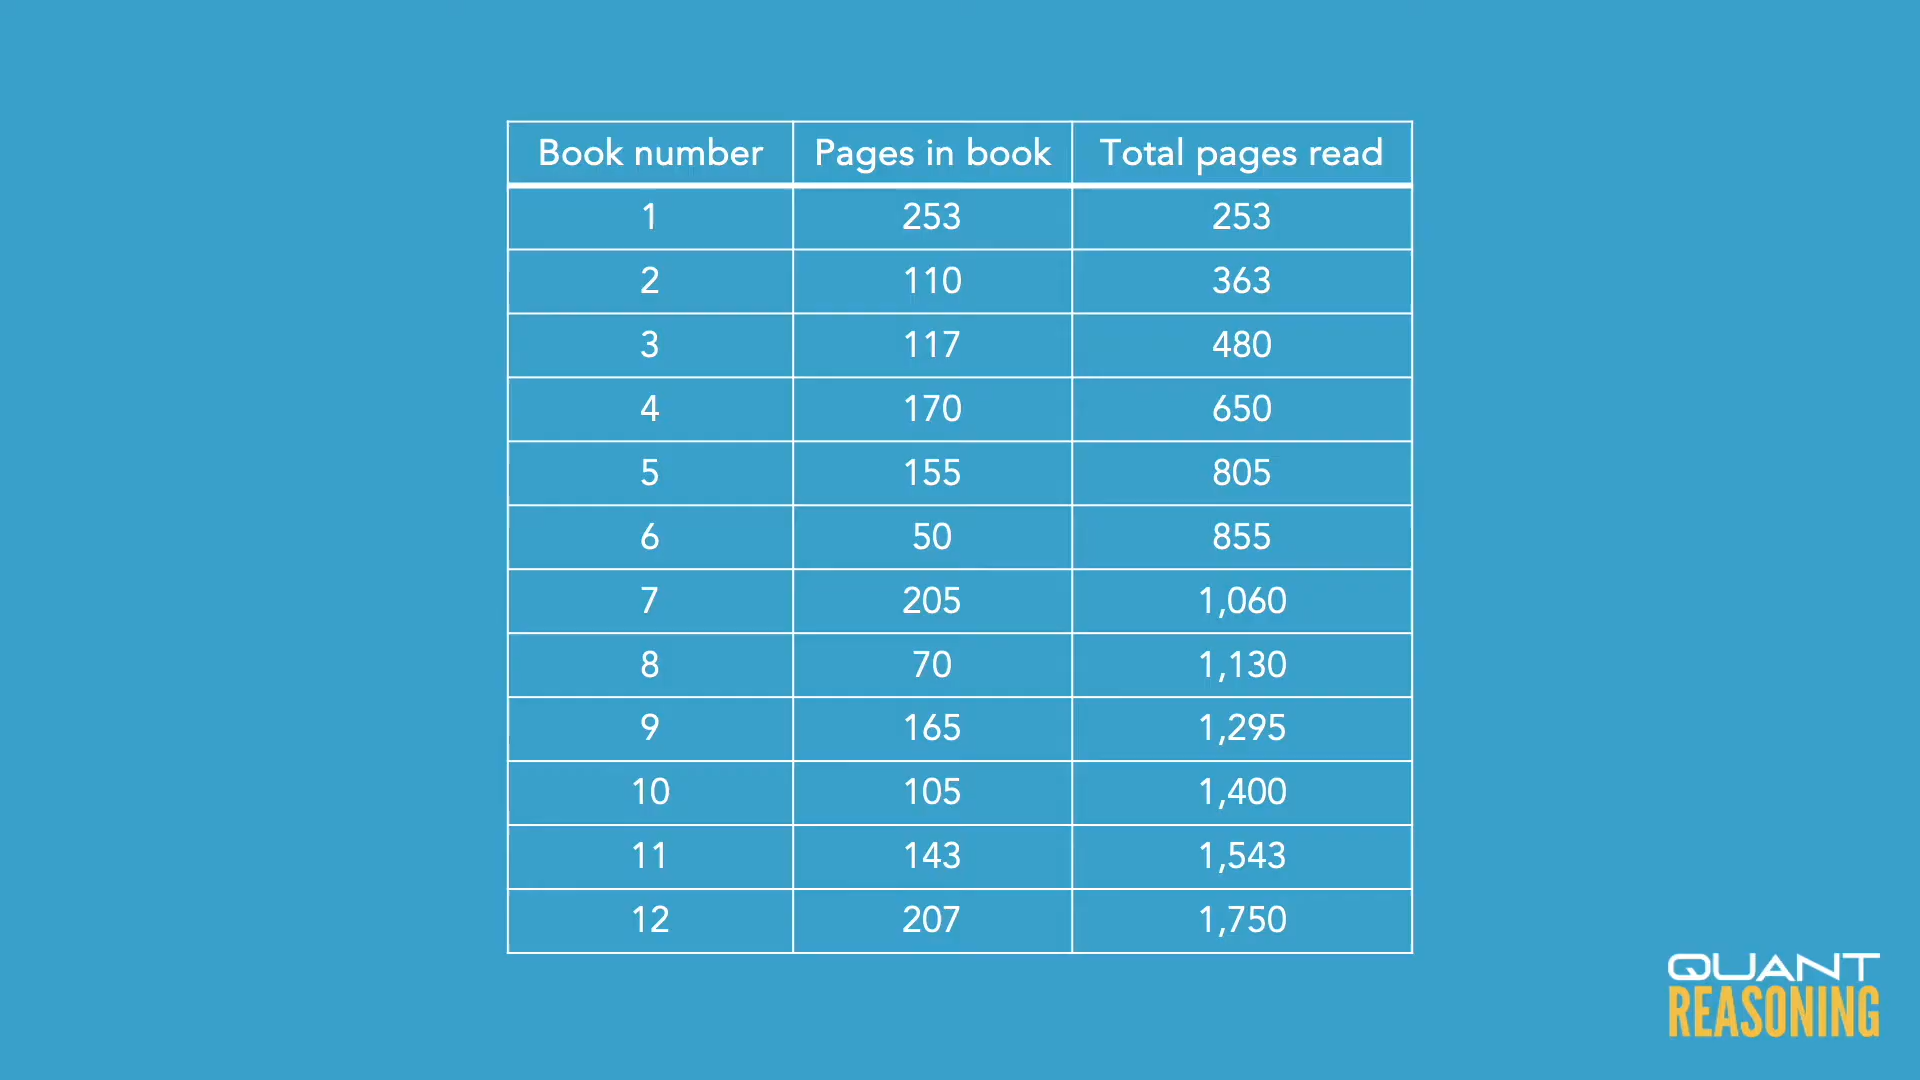 Book number Pages in book Total pages read
1 253 253
2 110 363
3 117 480
4 170 650
5 155 805
6 50 855
7 205 1,060
8 70 1,130
9 165 1,295
10 105 1,400
11 143 1,543
12 207 1,750
QUANT
REASONING